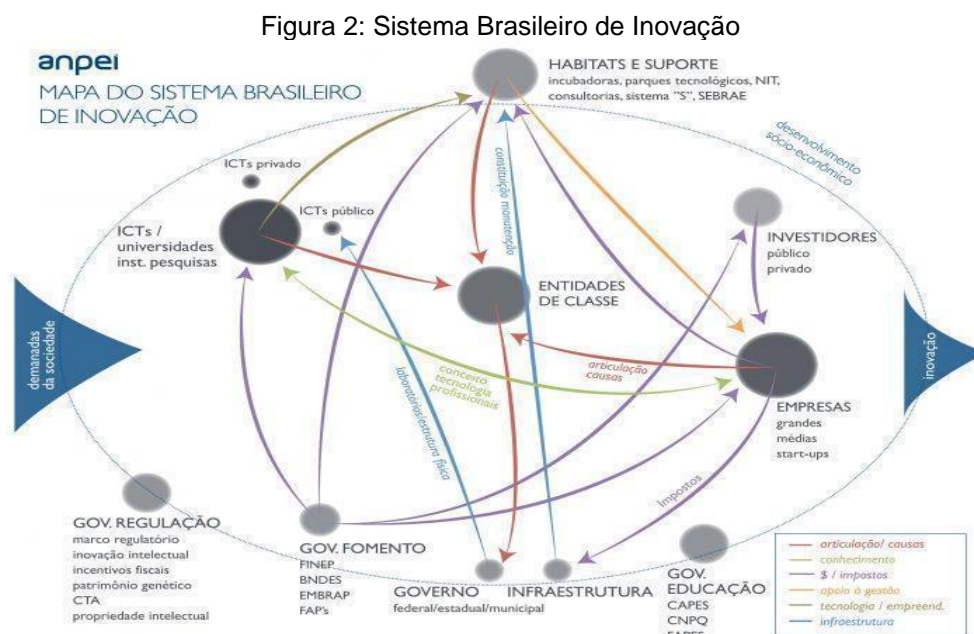 Figura 2: Sistema Brasileiro de Inovação
anpei
MAPA DO SISTEMA BRASILEIRO
DE INOVAÇÃO
HABITATS E SUPORTE
incubadoras, parques tecnológicos, NIT,
consultorias, sistema "S", SEBRAE
desenvolvimento
sócio-econômico
ICTs privado
ICTs público
ICTs /
universidades
inst. pesquisas
constituição manutenção
INVESTIDORES
público
privado
ENTIDADES
DE CLASSE
demanadas
da sociedade
inovação
articulação
causas
conceito
tecnologia
profissionais
laboratórios/estrutura física
EMPRESAS
grandes
médias
start-ups
Impostos
GOV. REGULAÇÃO
marco regulatório
inovação intelectual
incentivos fiscais
patrimônio genético
CTA
propriedade intelectual
GOV. FOMENTO
FINEP
BNDES
EMBRAP
FAP's
GOVERNO
federal/estadual/municipal
INFRAESTRUTURA
GOV.
EDUCAÇÃO
CAPES
CNPQ
articulação/ causas
conhecimento
$ / impostos
apoio à gestão
tecnologia / empreend.
infraestrutura